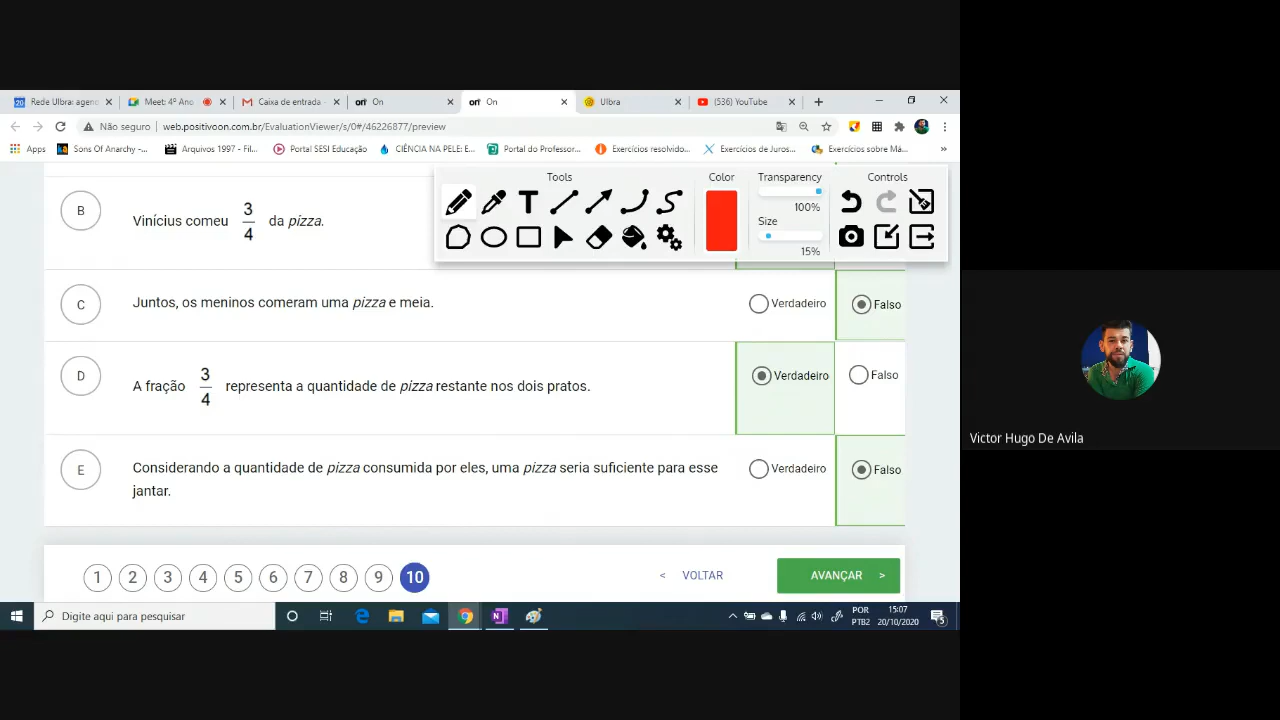 Rede Ulbra: agend
Meet: 4º Ano
Caixa de entrada -
On
On
Ulbra
(536) YouTube
Não seguro | web.positivoon.com.br/EvaluationViewer/s/0#/46226877/preview
Apps
Sons Of Anarchy -...
Arquivos 1997 - Fil...
Portal SESI Educação
CIÊNCIA NA PELE: E...
Portal do Professor...
Exercícios resolvido...
Exercícios de Juros...
Exercícios sobre Má...
Tools
Color
Transparency
Controls
100%
Size
15%
B
Vinícius comeu 3/4 da pizza.
C
Juntos, os meninos comeram uma pizza e meia.
Verdadeiro
Falso
D
A fração 3/4 representa a quantidade de pizza restante nos dois pratos.
Verdadeiro
Falso
E
Considerando a quantidade de pizza consumida por eles, uma pizza seria suficiente para esse
jantar.
Verdadeiro
Falso
1 2 3 4 5 6 7 8 9 10
< VOLTAR
AVANÇAR >
Digite aqui para pesquisar
POR
PTB2
15:07
20/10/2020
5
Victor Hugo De Avila